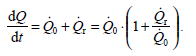 dQ/dt = Q̇₀ + Q̇ᵣ = Q̇₀ · (1 + Q̇ᵣ/Q̇₀)